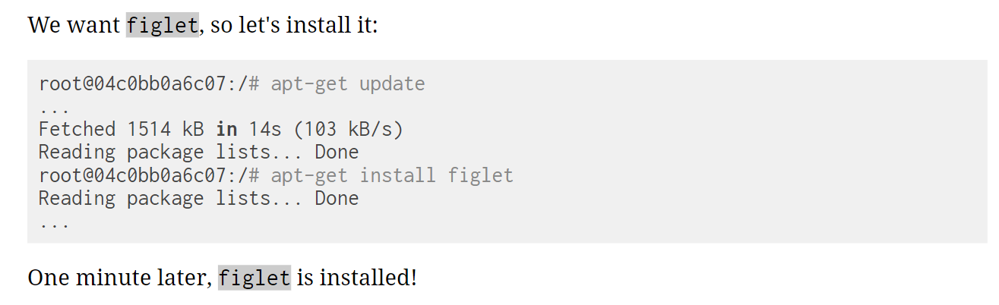 We want figlet, so let's install it:
root@04c0bb0a6c07:/# apt-get update
...
Fetched 1514 kB in 14s (103 kB/s)
Reading package lists... Done
root@04c0bb0a6c07:/# apt-get install figlet
Reading package lists... Done
...
One minute later, figlet is installed!